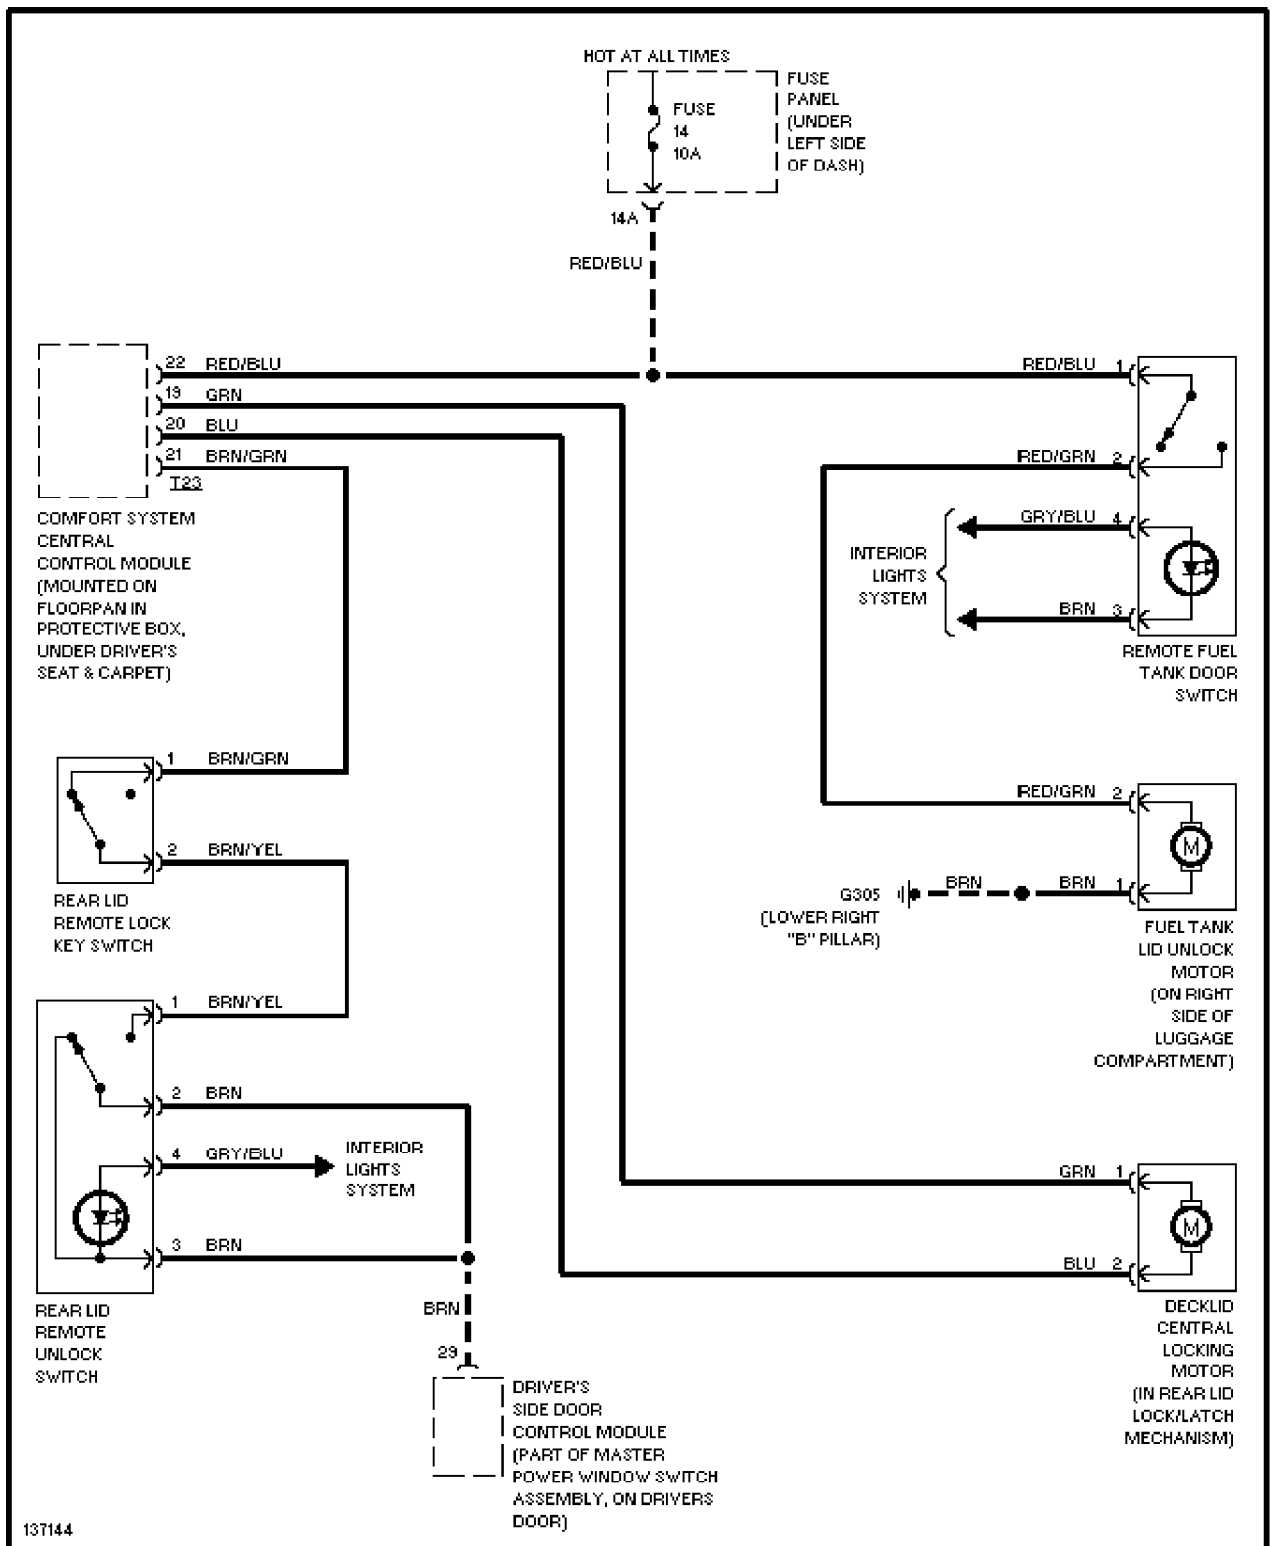 HOT AT ALL TIMES
FUSE
14
10A
FUSE
PANEL
(UNDER
LEFT SIDE
OF DASH)
14A
RED/BLU
22 RED/BLU
19 GRN
20 BLU
21 BRN/GRN
T23
COMFORT SYSTEM
CENTRAL
CONTROL MODULE
(MOUNTED ON
FLOORPAN IN
PROTECTIVE BOX,
UNDER DRIVER'S
SEAT & CARPET)
RED/BLU 1
RED/GRN 2
GRY/BLU 4
BRN 3
INTERIOR
LIGHTS
SYSTEM
REMOTE FUEL
TANK DOOR
SWITCH
1 BRN/GRN
2 BRN/YEL
REAR LID
REMOTE LOCK
KEY SWITCH
RED/GRN 2
M
BRN BRN 1
G305
(LOWER RIGHT
"B" PILLAR)
FUEL TANK
LID UNLOCK
MOTOR
(ON RIGHT
SIDE OF
LUGGAGE
COMPARTMENT)
1 BRN/YEL
2 BRN
4 GRY/BLU
INTERIOR
LIGHTS
SYSTEM
3 BRN
REAR LID
REMOTE
UNLOCK
SWITCH
BRN
29
DRIVER'S
SIDE DOOR
CONTROL MODULE
(PART OF MASTER
POWER WINDOW SWITCH
ASSEMBLY, ON DRIVERS
DOOR)
GRN 1
M
BLU 2
DECKLID
CENTRAL
LOCKING
MOTOR
(IN REAR LID
LOCK/LATCH
MECHANISM)
137144